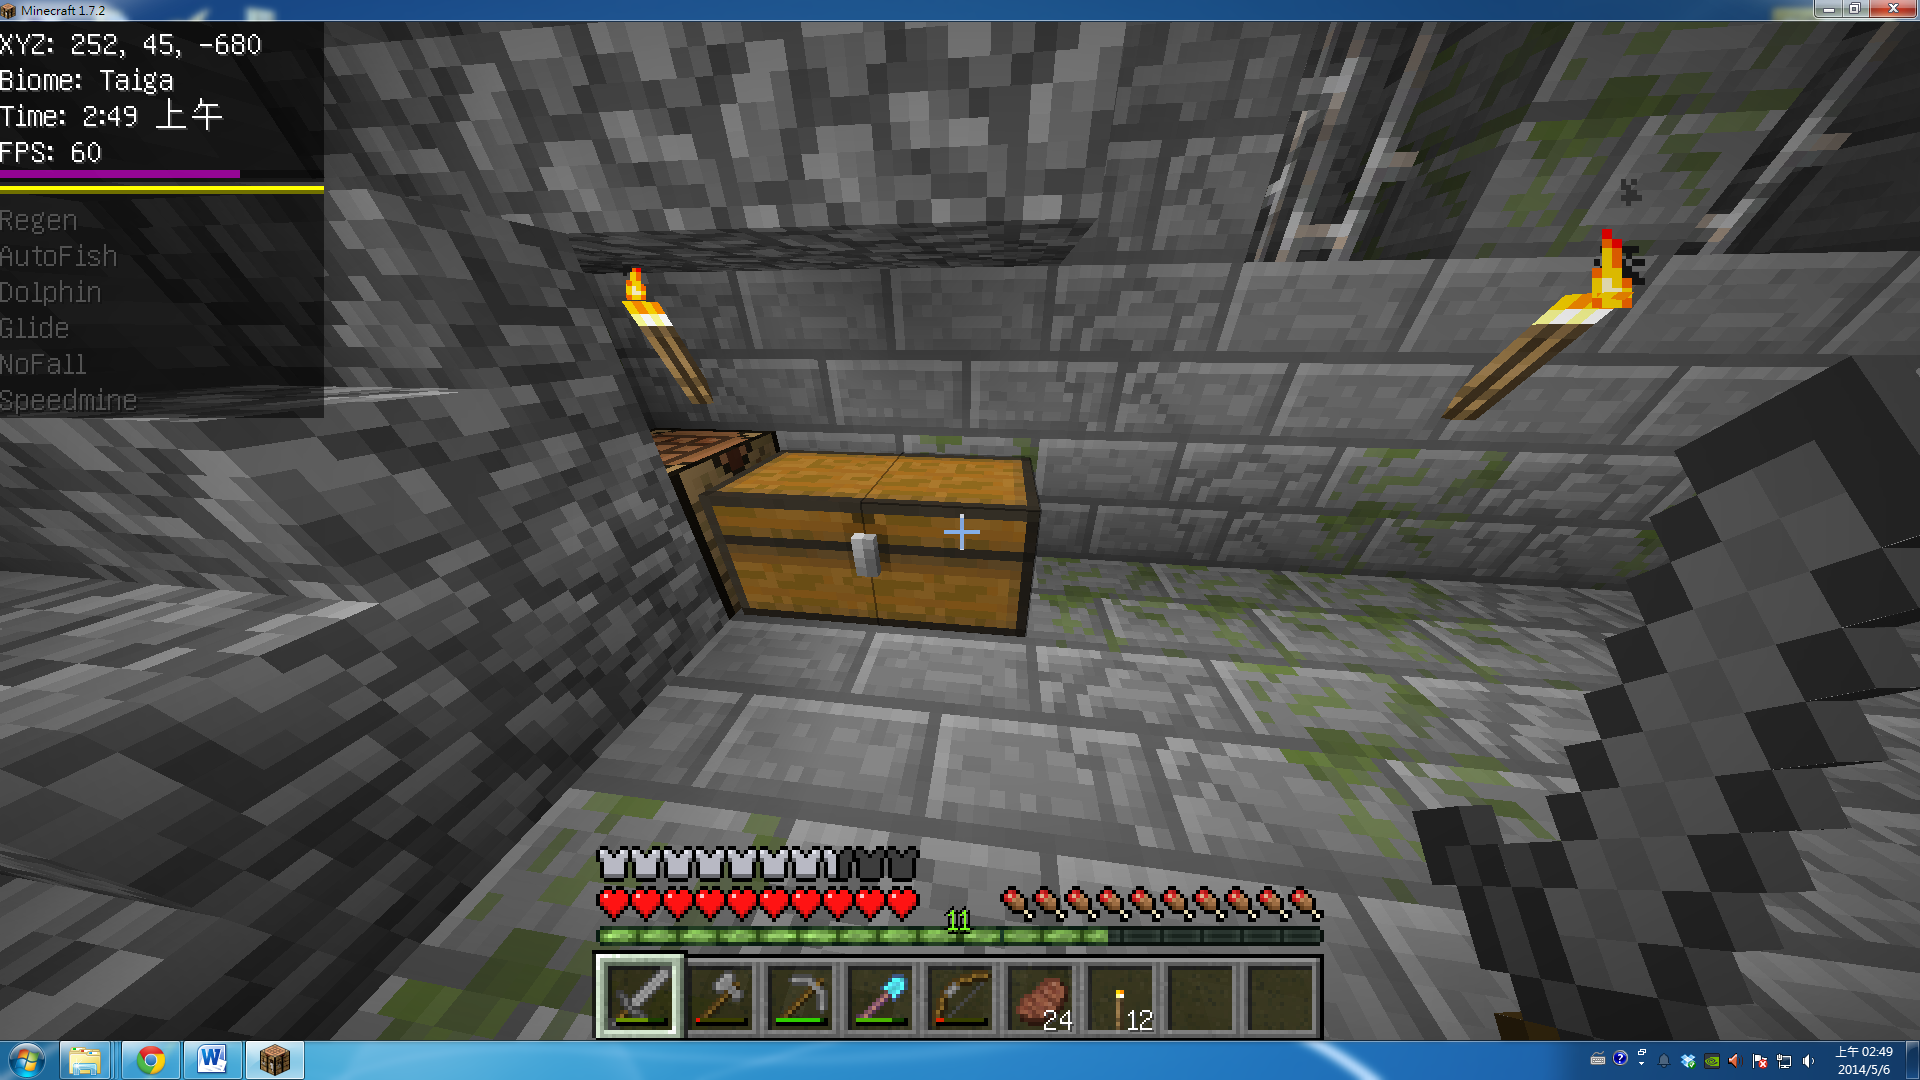 Minecraft 1.7.2
XYZ: 252, 45, -680
Biome: Taiga
Time: 2:49 上午
FPS: 60
Regen
AutoFish
Dolphin
Glide
NoFall
Speedmine
11
24
12
上午 02:49
2014/5/6